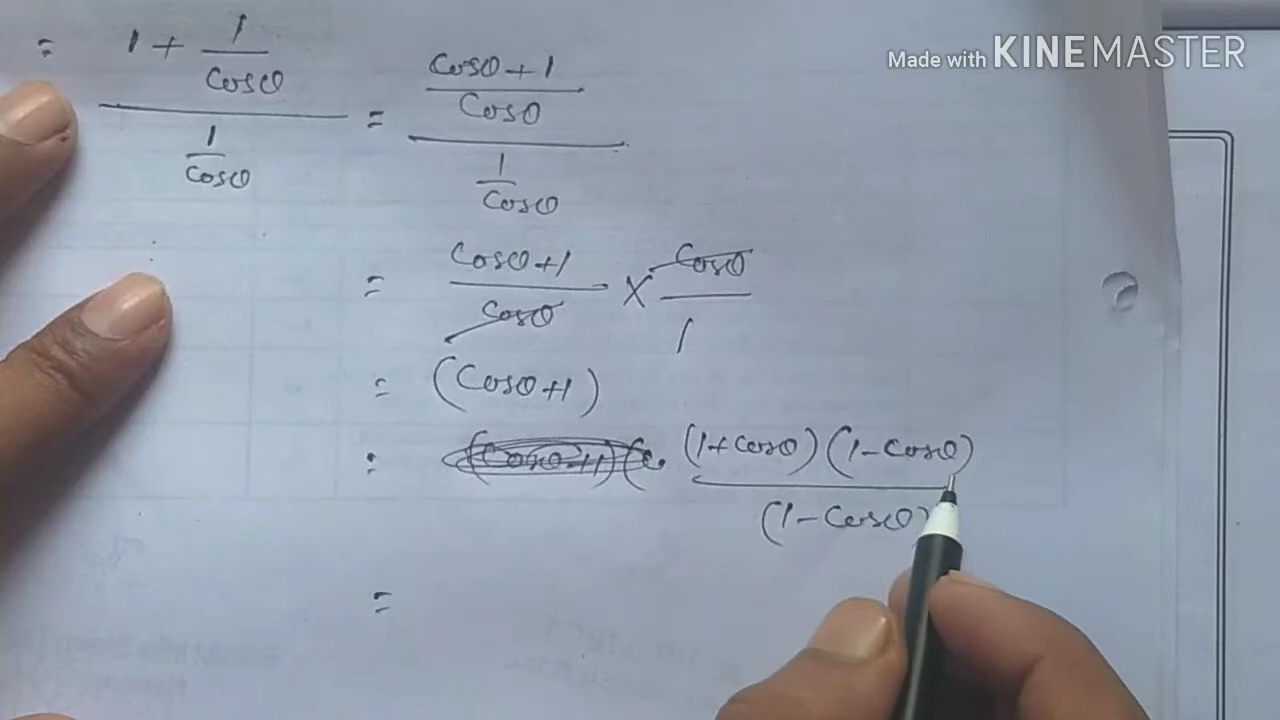 Made with KINEMASTER
= (1 + 1/cosθ)/(1/cosθ) = ((cosθ+1)/cosθ)/(1/cosθ)
= (cosθ+1)/cosθ × cosθ/1
= (cosθ+1)
= (1+cosθ)(1-cosθ)/(1-cosθ)
=